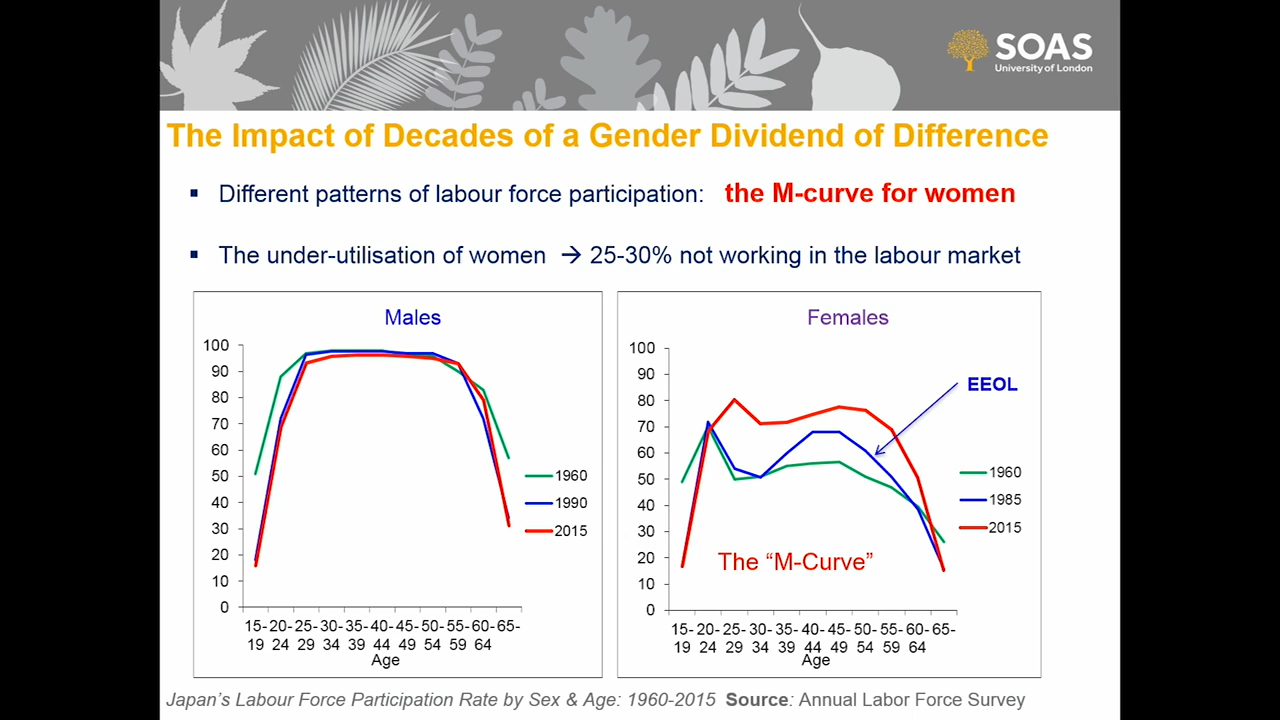 SOAS
University of London
The Impact of Decades of a Gender Dividend of Difference
▪ Different patterns of labour force participation: the M-curve for women
▪ The under-utilisation of women → 25-30% not working in the labour market
Males
100
90
80
70
60
50
40
30
20
10
0
15-19 20-24 25-29 30-34 35-39 40-44 45-49 50-54 55-59 60-64 65-
Age
1960
1990
2015
Females
100
90
80
70
60
50
40
30
20
10
0
15-19 20-24 25-29 30-34 35-39 40-44 45-49 50-54 55-59 60-64 65-
Age
EEOL
1960
1985
2015
The “M-Curve”
Japan’s Labour Force Participation Rate by Sex & Age: 1960-2015 Source: Annual Labor Force Survey